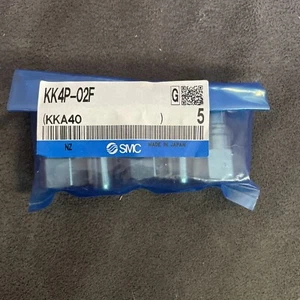 KK4P-02F
G
(KKA40 )
5
NZ
SMC
MADE IN JAPAN